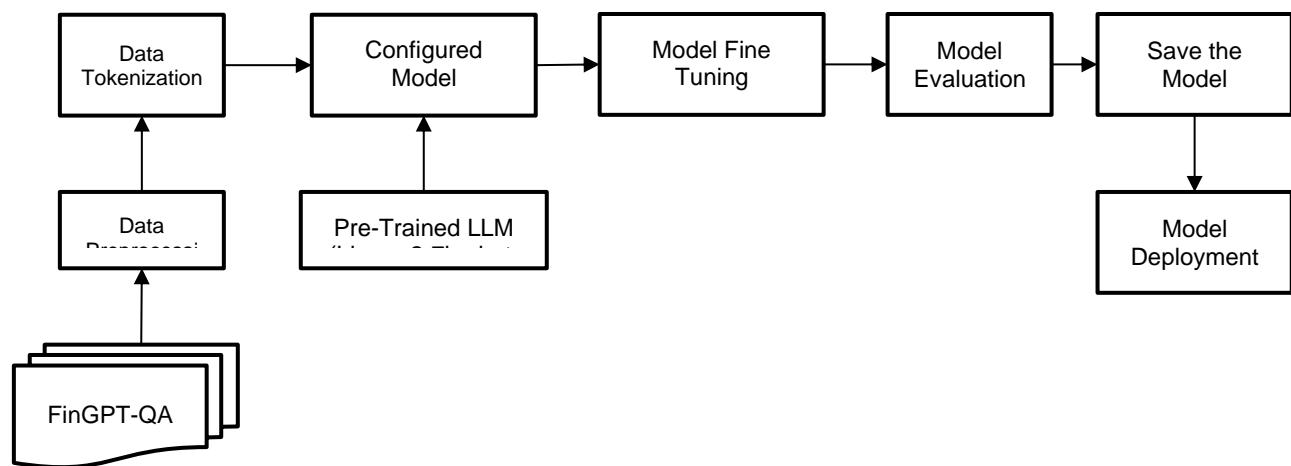 Data
Tokenization
Configured
Model
Model Fine
Tuning
Model
Evaluation
Save the
Model
Data
Pre-Trained LLM
Model
Deployment
FinGPT-QA